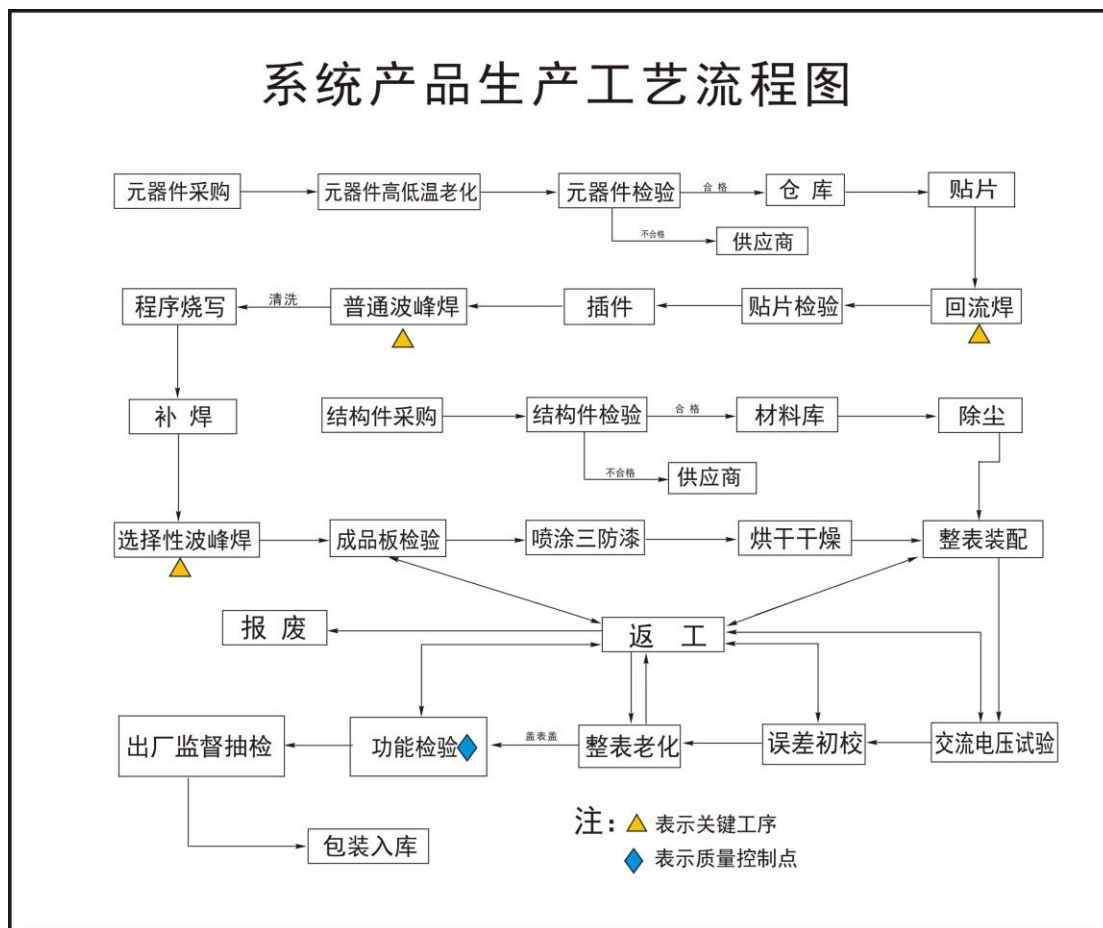 系统产品生产工艺流程图
元器件采购 元器件高低温老化 元器件检验 合格 仓库 贴片
不合格 供应商
程序烧写 清洗 普通波峰焊 插件 贴片检验 回流焊
补焊 结构件采购 结构件检验 合格 材料库 除尘
不合格 供应商
选择性波峰焊 成品板检验 喷涂三防漆 烘干干燥 整表装配
报废 返工
出厂监督抽检 功能检验 盖表盖 整表老化 误差初校 交流电压试验
注：表示关键工序
表示质量控制点
包装入库